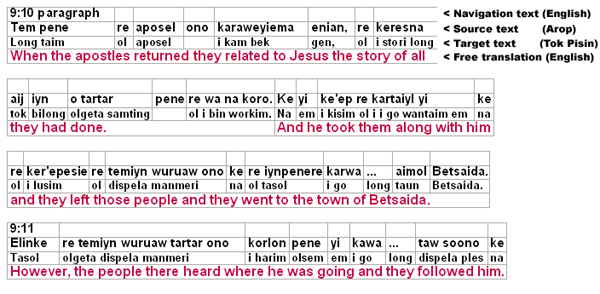 9:10 paragraph < Navigation text (English)
Tem pene re aposel ono karaweyiema enian, re keresna < Source text (Arop)
Long taim ol aposel i kam bek gen, ol i stori long < Target text (Tok Pisin)
When the apostles returned they related to Jesus the story of all < Free translation (English)
aij iyn o tartar pene re wa na koro. Ke yi ke'ep re kartaiyl yi ke
tok bilong olgeta samting ol i bin workim. Na em i kisim ol i i go wantaim em na
they had done. And he took them along with him
re ker'epesie re temiyn wuruaw ono ke re iynpenere karwa ... aimol Betsaida.
ol i lusim ol dispela manmeri na ol tasol i go long taun Betsaida.
and they left those people and they went to the town of Betsaida.
9:11
Elinke re temiyn wuruaw tartar ono korlon pene yi kawa ... taw soono ke
Tasol olgeta dispela manmeri i harim olsem em i go long dispela ples na
However, the people there heard where he was going and they followed him.